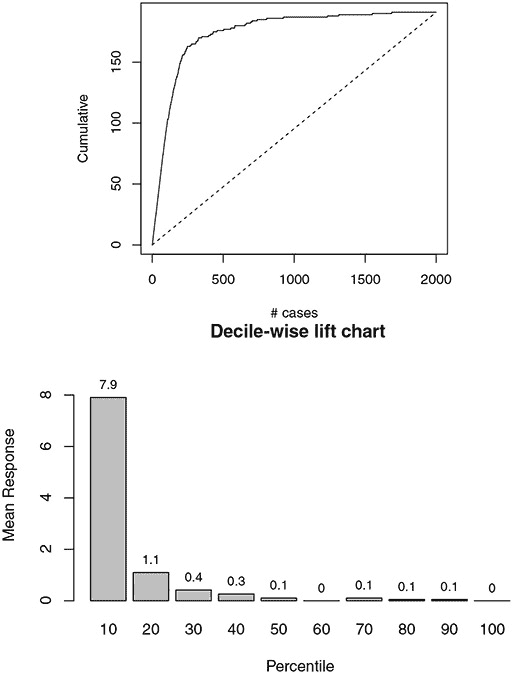 150
100
50
0
Cumulative
0 500 1000 1500 2000
# cases
Decile-wise lift chart
8
6
4
2
0
Mean Response
7.9
1.1
0.4
0.3
0.1
0
0.1
0.1
0.1
0
10 20 30 40 50 60 70 80 90 100
Percentile